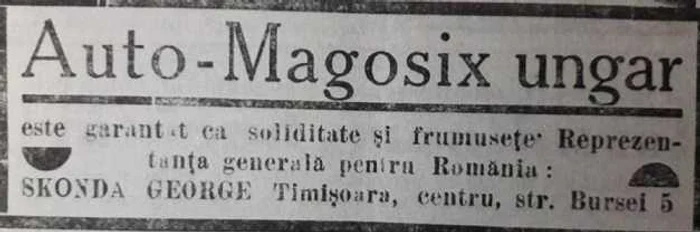 Auto-Magosix ungar
este garantat ca soliditate și frumusețe· Reprezen-
tanța generală pentru România:
SKONDA GEORGE Timișoara, centru, str. Bursei 5